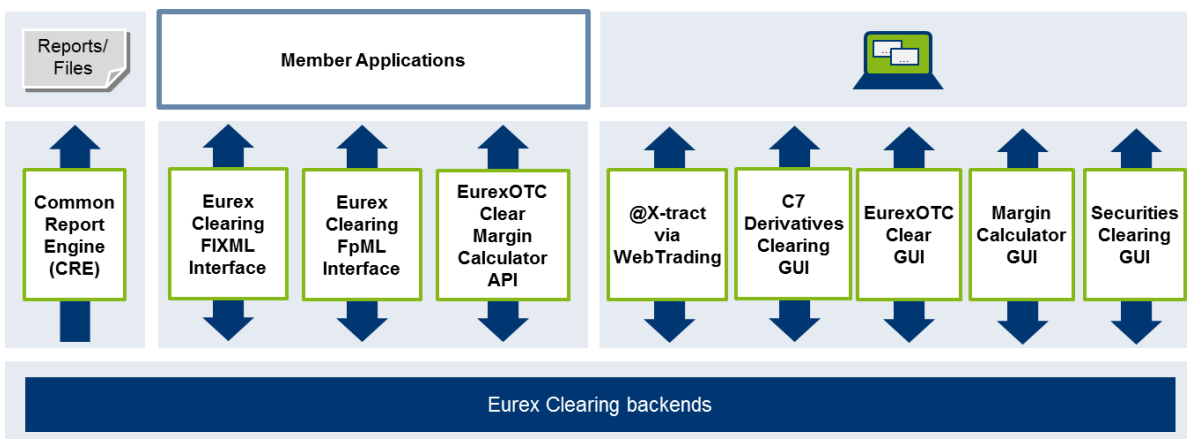 Reports/
Files
Member Applications
...
...
Common
Report
Engine
(CRE)
Eurex
Clearing
FIXML
Interface
Eurex
Clearing
FpML
Interface
EurexOTC
Clear
Margin
Calculator
API
@X-tract
via
WebTrading
C7
Derivatives
Clearing
GUI
EurexOTC
Clear
GUI
Margin
Calculator
GUI
Securities
Clearing
GUI
Eurex Clearing backends